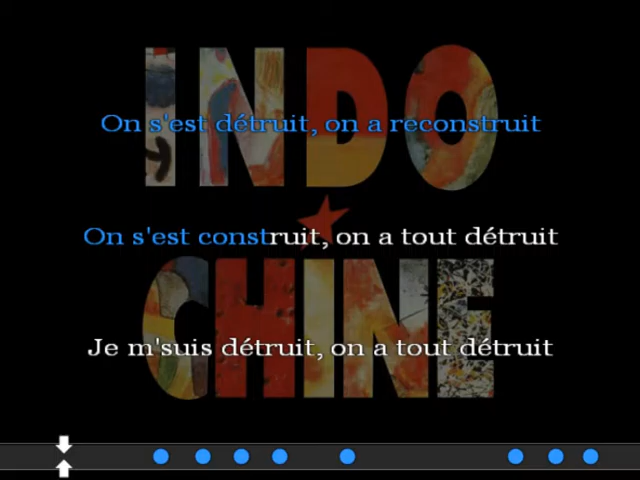 INDO
On s'est détruit, on a reconstruit
On s'est construit, on a tout détruit
CHINE
Je m'suis détruit, on a tout détruit